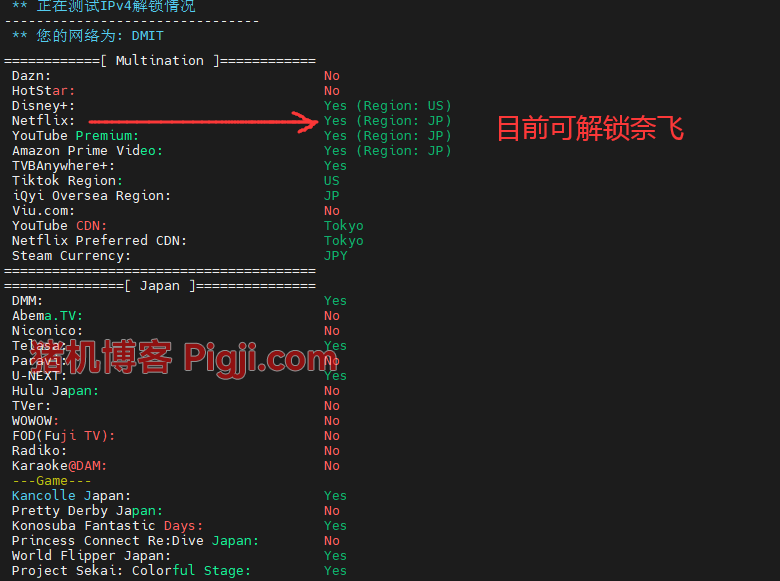 ** 正在测试IPv4解锁情况
--------------------------------
** 您的网络为: DMIT
============[ Multination ]============
Dazn: No
HotStar: No
Disney+: Yes (Region: US)
Netflix: Yes (Region: JP)
目前可解锁奈飞
YouTube Premium: Yes (Region: JP)
Amazon Prime Video: Yes (Region: JP)
TVBAnywhere+: Yes
Tiktok Region: US
iQyi Oversea Region: JP
Viu.com: No
YouTube CDN: Tokyo
Netflix Preferred CDN: Tokyo
Steam Currency: JPY
=======================================
===============[ Japan ]===============
DMM: Yes
Abema.TV: No
Niconico: No
Telasa: Yes
猪机博客 Pigji.com
Paravi: No
U-NEXT: Yes
Hulu Japan: No
TVer: No
WOWOW: No
FOD(Fuji TV): No
Radiko: No
Karaoke@DAM: No
---Game---
Kancolle Japan: Yes
Pretty Derby Japan: No
Konosuba Fantastic Days: Yes
Princess Connect Re:Dive Japan: No
World Flipper Japan: Yes
Project Sekai: Colorful Stage: Yes